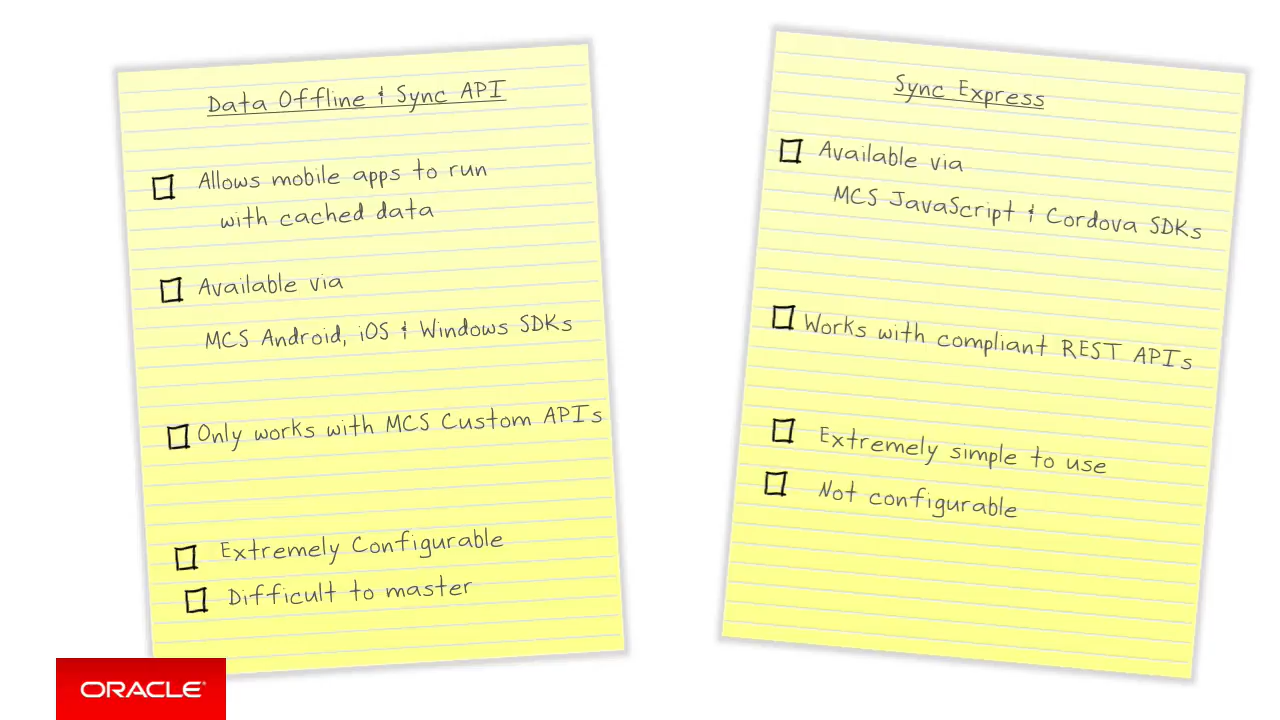 Data Offline & Sync API
Allows mobile apps to run
with cached data
Available via
MCS Android, iOS & Windows SDKs
Only works with MCS Custom APIs
Extremely Configurable
Difficult to master
Sync Express
Available via
MCS JavaScript & Cordova SDKs
Works with compliant REST APIs
Extremely simple to use
Not configurable
ORACLE®